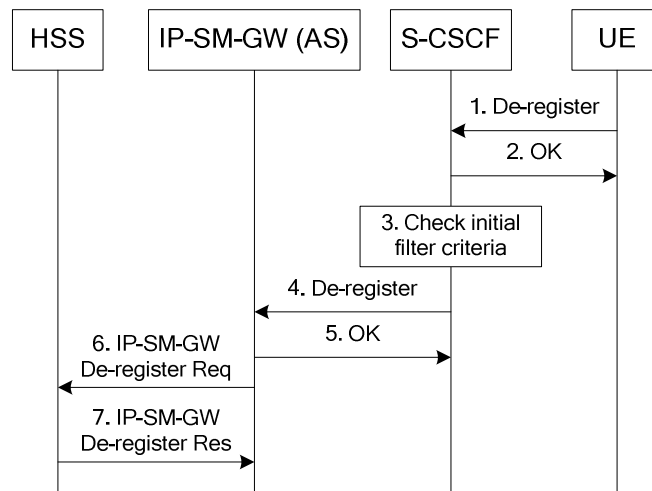 HSS
IP-SM-GW (AS)
S-CSCF
UE
1. De-register
2. OK
3. Check initial
filter criteria
4. De-register
5. OK
6. IP-SM-GW
De-register Req
7. IP-SM-GW
De-register Res